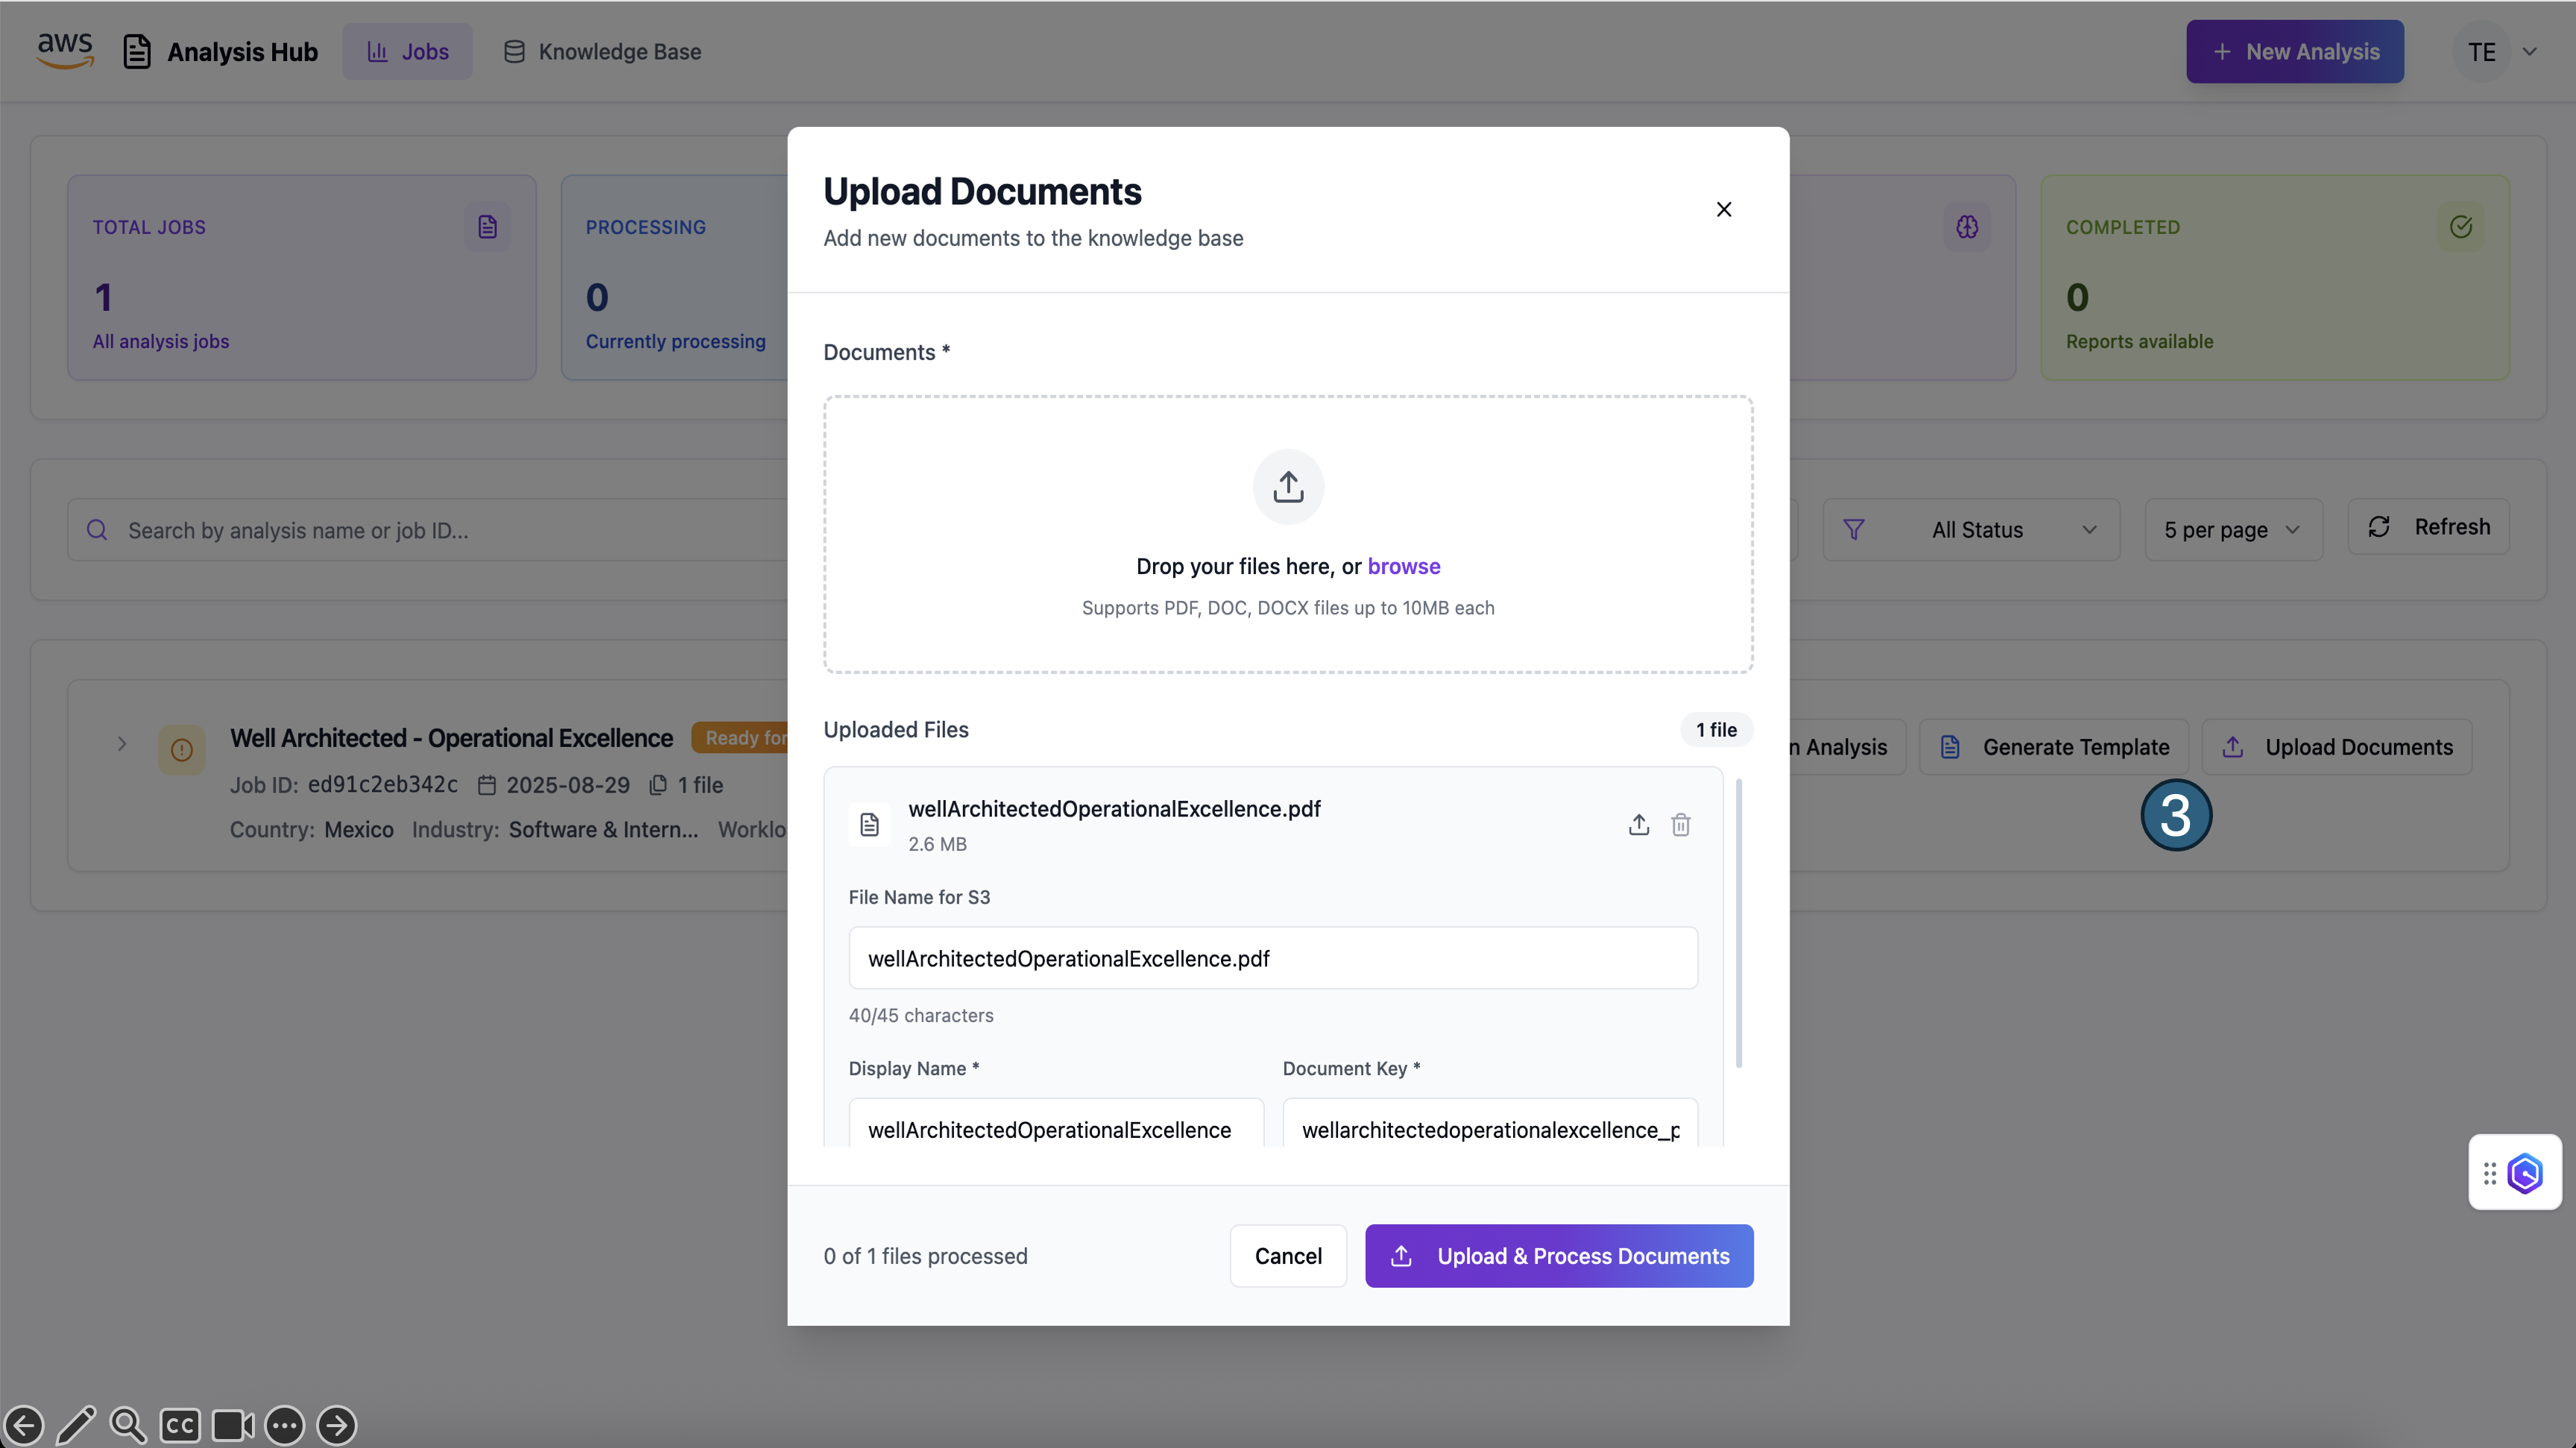 aws
Analysis Hub
Jobs
Knowledge Base
+ New Analysis
TE
TOTAL JOBS
1
All analysis jobs
PROCESSING
0
Currently processing
COMPLETED
0
Reports available
Search by analysis name or job ID...
All Status
5 per page
Refresh
Well Architected - Operational Excellence
Ready for
Job ID: ed91c2eb342c 2025-08-29 1 file
Country: Mexico Industry: Software & Intern... Worklo
n Analysis
Generate Template
Upload Documents
3
Upload Documents
Add new documents to the knowledge base
Documents *
Drop your files here, or browse
Supports PDF, DOC, DOCX files up to 10MB each
Uploaded Files
1 file
wellArchitectedOperationalExcellence.pdf
2.6 MB
File Name for S3
wellArchitectedOperationalExcellence.pdf
40/45 characters
Display Name *
Document Key *
wellArchitectedOperationalExcellence
wellarchitectedoperationalexcellence_p
0 of 1 files processed
Cancel
Upload & Process Documents
CC